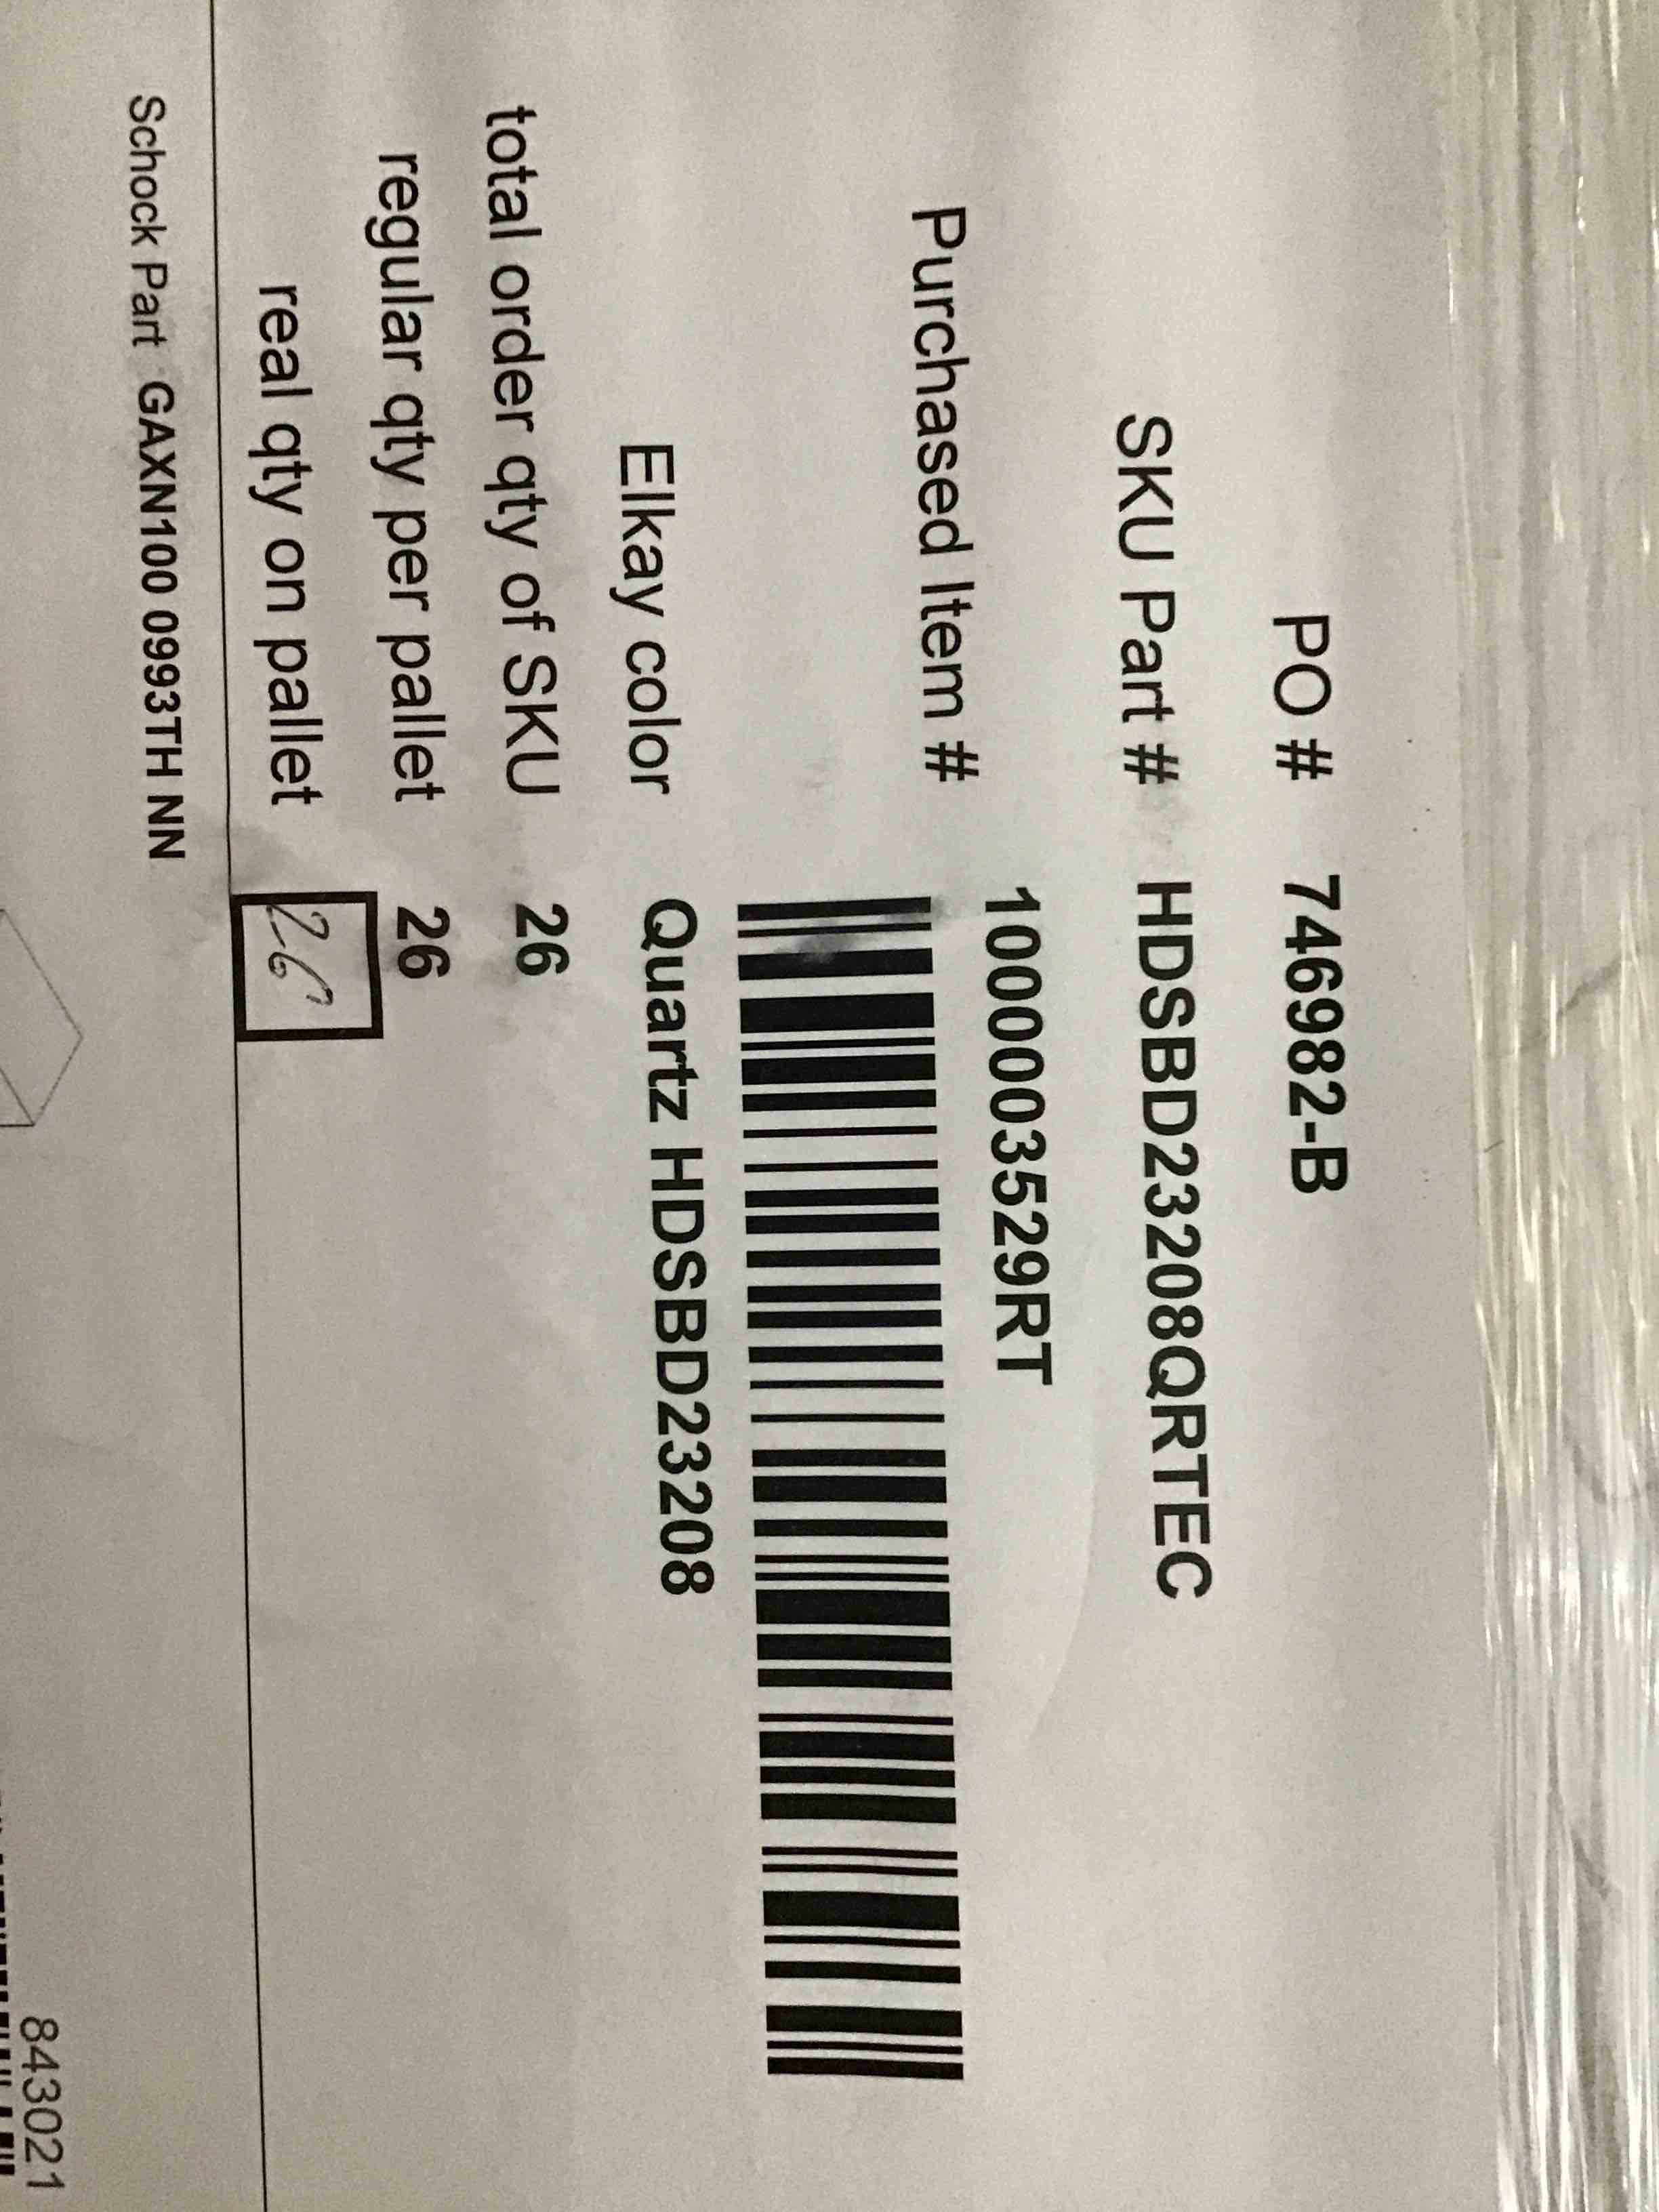 PO # 746982-B
SKU Part # HDSBD23208QRTEC
Purchased Item # 1000003529RT
Elkay color Quartz HDSBD23208
total order qty of SKU 26
regular qty per pallet 26
real qty on pallet 26
Schock Part GAXN100 0993TH NN
843021